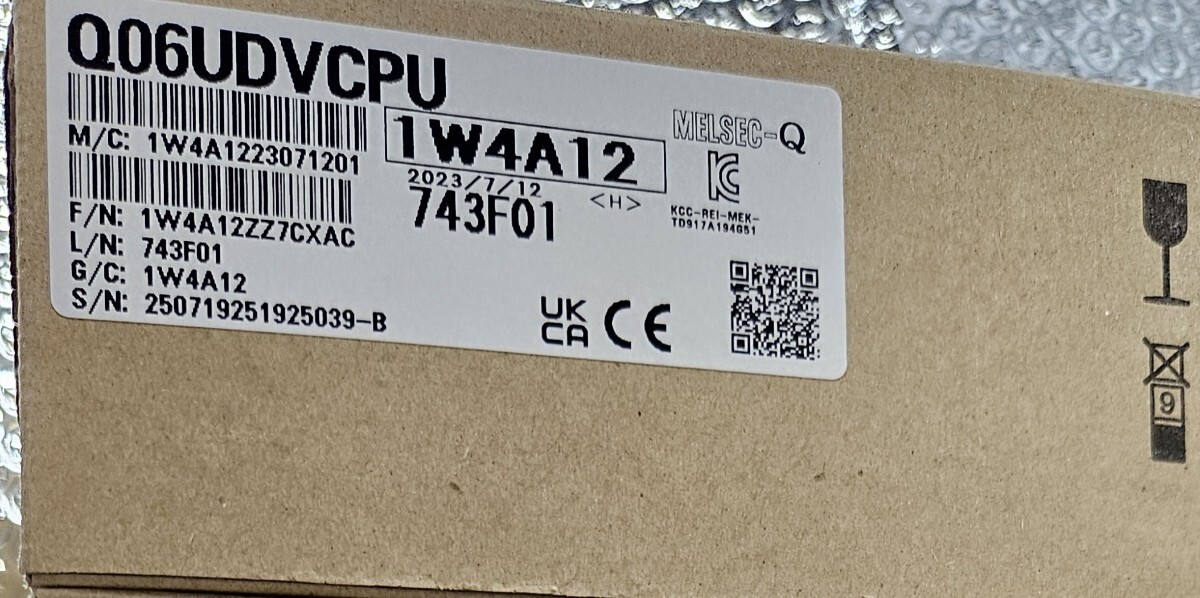 Q06UDVCPU
M/C: 1W4A1223071201
F/N: 1W4A12ZZ7CXAC
L/N: 743F01
G/C: 1W4A12
S/N: 250719251925039-B
1W4A12
2023/7/12 <H>
743F01
MELSEC-Q
KCC-REI-MEK-
TD917A194G51
UK
CA
CE
9